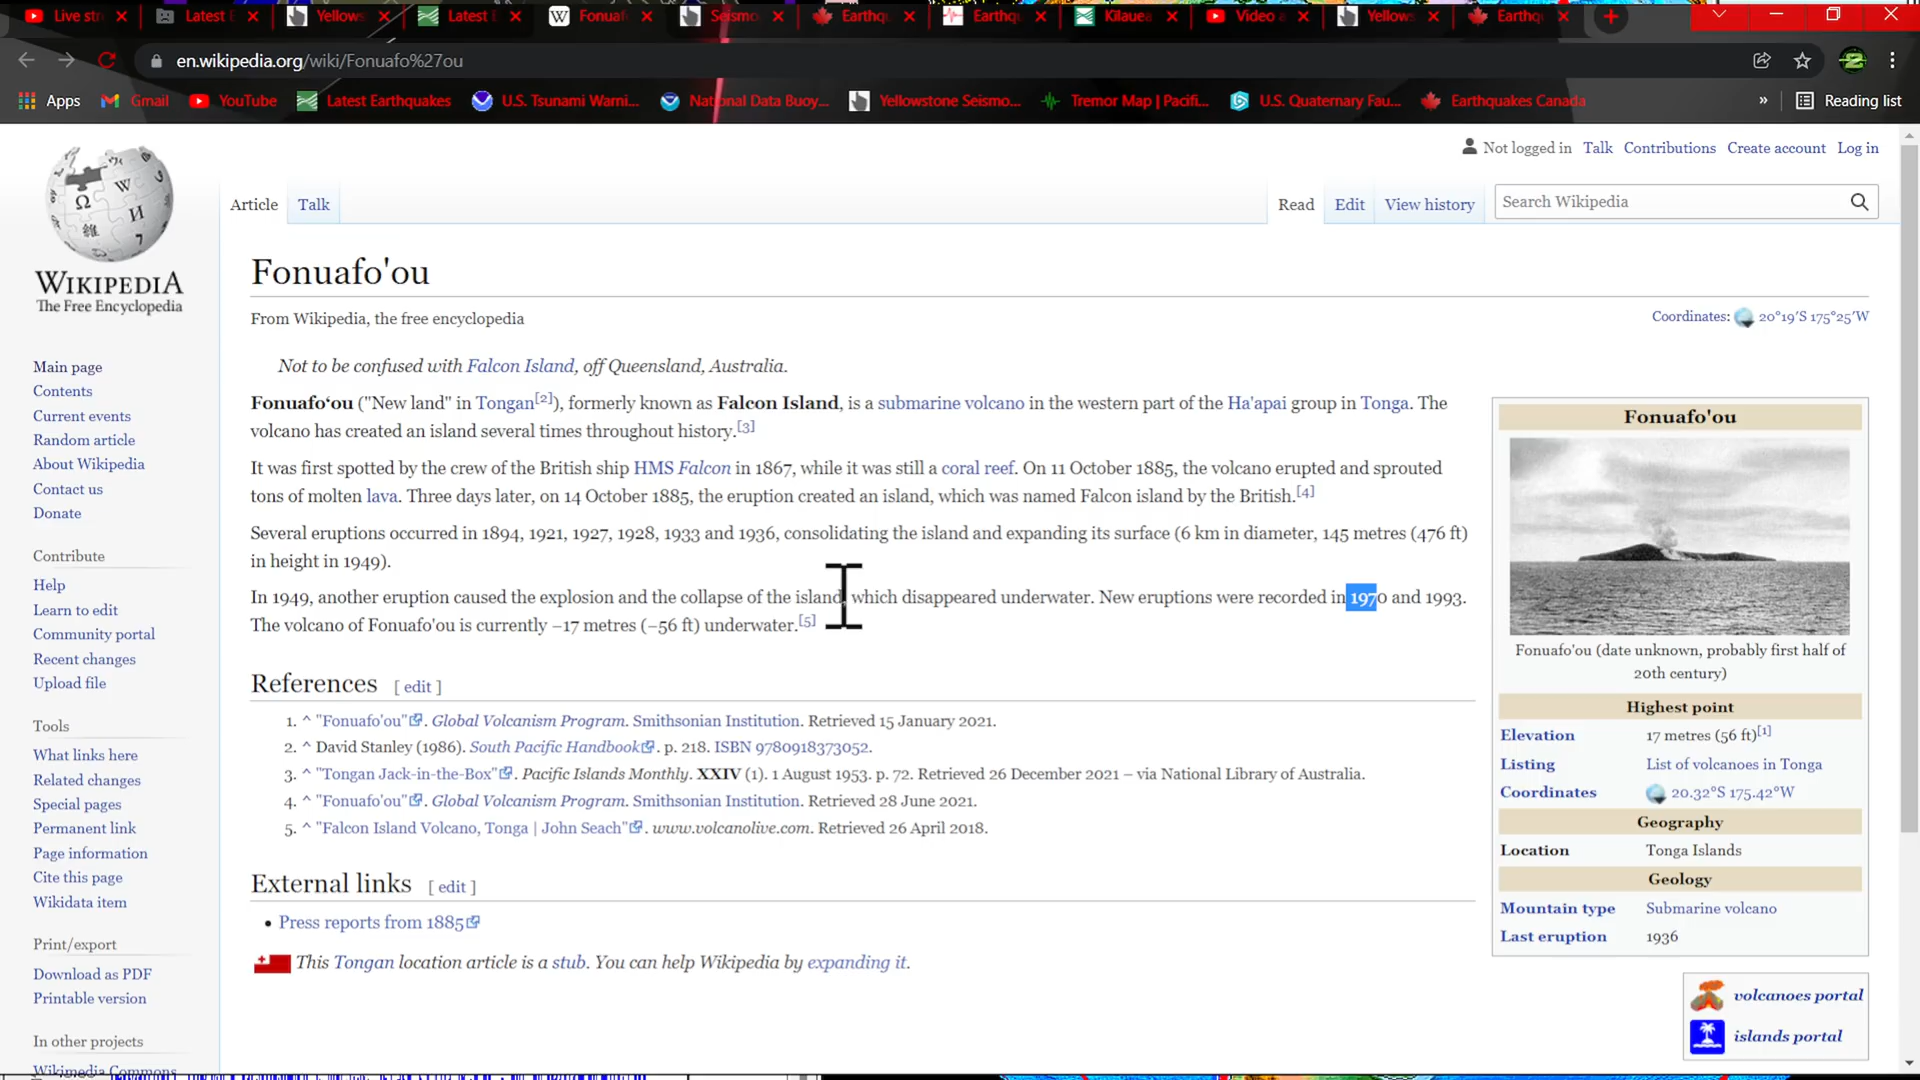 Live str
Latest E
Yellows
Latest D
Fonuafo
Seismo
Earthqu
Earthqu
Kilauea
Video a
Yellows
Earthqu
en.wikipedia.org/wiki/Fonuafo%27ou
Apps Gmail YouTube Latest Earthquakes U.S. Tsunami Warni... National Data Buoy... Yellowstone Seismo... Tremor Map | Pacifi... U.S. Quaternary Fau... Earthquakes Canada » Reading list
Not logged in Talk Contributions Create account Log in
WIKIPEDIA
The Free Encyclopedia
Article Talk Read Edit View history Search Wikipedia
Fonuafo'ou
From Wikipedia, the free encyclopedia
Coordinates: 20°19′S 175°25′W
Not to be confused with Falcon Island, off Queensland, Australia.
Fonuafoʻou ("New land" in Tongan[2]), formerly known as Falcon Island, is a submarine volcano in the western part of the Ha'apai group in Tonga. The
volcano has created an island several times throughout history.[3]
It was first spotted by the crew of the British ship HMS Falcon in 1867, while it was still a coral reef. On 11 October 1885, the volcano erupted and sprouted
tons of molten lava. Three days later, on 14 October 1885, the eruption created an island, which was named Falcon island by the British.[4]
Several eruptions occurred in 1894, 1921, 1927, 1928, 1933 and 1936, consolidating the island and expanding its surface (6 km in diameter, 145 metres (476 ft)
in height in 1949).
In 1949, another eruption caused the explosion and the collapse of the island, which disappeared underwater. New eruptions were recorded in 1970 and 1993.
The volcano of Fonuafo'ou is currently −17 metres (−56 ft) underwater.[5]
References [ edit ]
1. ^ "Fonuafo'ou". Global Volcanism Program. Smithsonian Institution. Retrieved 15 January 2021.
2. ^ David Stanley (1986). South Pacific Handbook. p. 218. ISBN 9780918373052.
3. ^ "Tongan Jack-in-the-Box". Pacific Islands Monthly. XXIV (1). 1 August 1953. p. 72. Retrieved 26 December 2021 – via National Library of Australia.
4. ^ "Fonuafo'ou". Global Volcanism Program. Smithsonian Institution. Retrieved 28 June 2021.
5. ^ "Falcon Island Volcano, Tonga | John Seach". www.volcanolive.com. Retrieved 26 April 2018.
External links [ edit ]
• Press reports from 1885
This Tongan location article is a stub. You can help Wikipedia by expanding it.
Fonuafo'ou
Fonuafo'ou (date unknown, probably first half of
20th century)
Highest point
Elevation 17 metres (56 ft)[1]
Listing List of volcanoes in Tonga
Coordinates 20.32°S 175.42°W
Geography
Location Tonga Islands
Geology
Mountain type Submarine volcano
Last eruption 1936
volcanoes portal
islands portal
Main page
Contents
Current events
Random article
About Wikipedia
Contact us
Donate
Contribute
Help
Learn to edit
Community portal
Recent changes
Upload file
Tools
What links here
Related changes
Special pages
Permanent link
Page information
Cite this page
Wikidata item
Print/export
Download as PDF
Printable version
In other projects
Wikimedia Commons